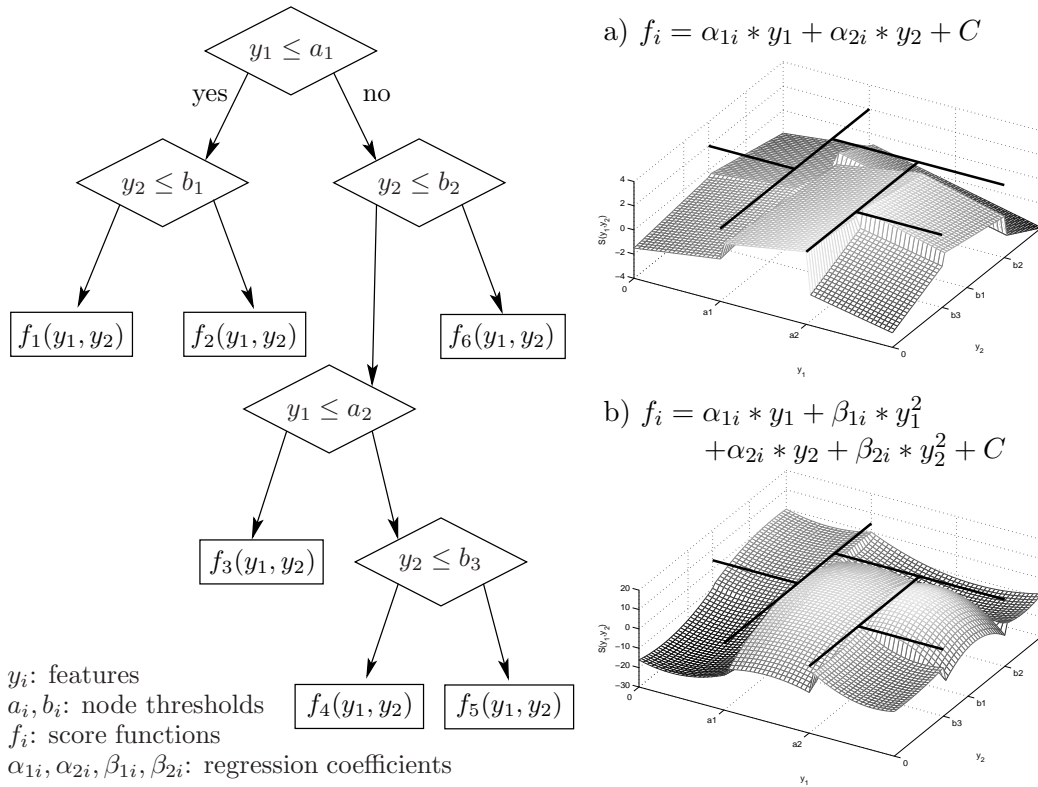 y₁ ≤ a₁
yes
no
y₂ ≤ b₁
y₂ ≤ b₂
f₁(y₁, y₂)
f₂(y₁, y₂)
f₆(y₁, y₂)
y₁ ≤ a₂
f₃(y₁, y₂)
y₂ ≤ b₃
f₄(y₁, y₂)
f₅(y₁, y₂)
yᵢ: features
aᵢ, bᵢ: node thresholds
fᵢ: score functions
α₁ᵢ, α₂ᵢ, β₁ᵢ, β₂ᵢ: regression coefficients
a) fᵢ = α₁ᵢ ∗ y₁ + α₂ᵢ ∗ y₂ + C
4
2
0
−2
−4
S(y₁,y₂)
0
a1
a2
y₁
0
b3
b1
b2
y₂
b) fᵢ = α₁ᵢ ∗ y₁ + β₁ᵢ ∗ y₁²
+α₂ᵢ ∗ y₂ + β₂ᵢ ∗ y₂² + C
20
10
0
−10
−20
−30
S(y₁,y₂)
0
a1
a2
y₁
0
b3
b1
b2
y₂